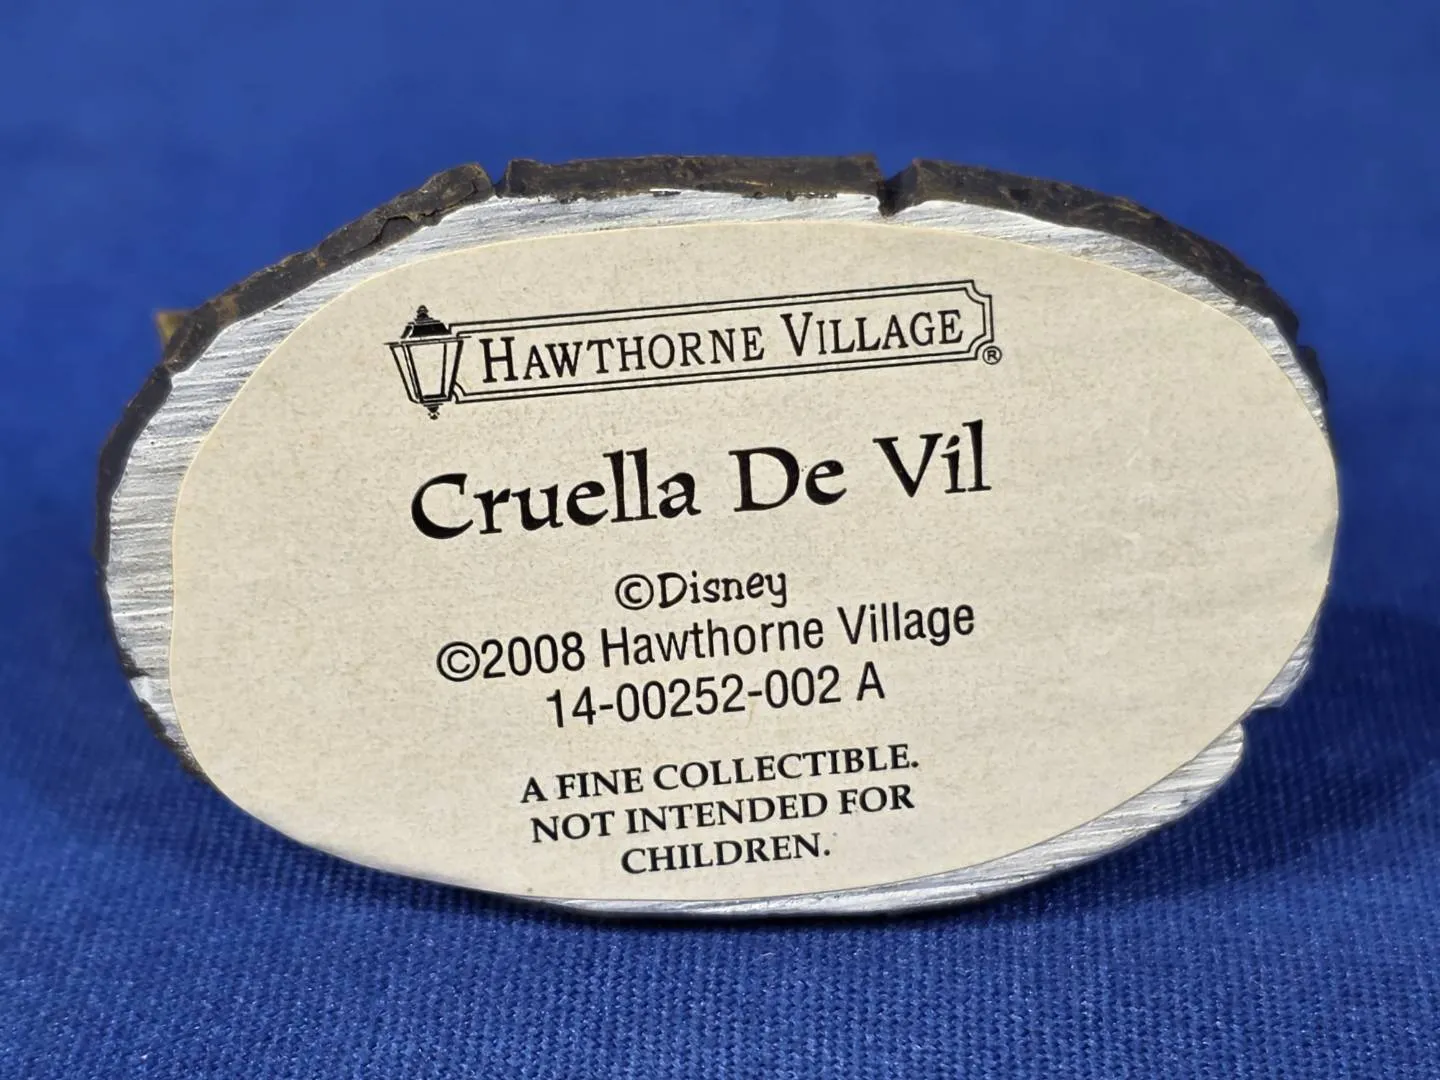 HAWTHORNE VILLAGE®
Cruella De Vil
©Disney
©2008 Hawthorne Village
14-00252-002 A
A FINE COLLECTIBLE.
NOT INTENDED FOR
CHILDREN.